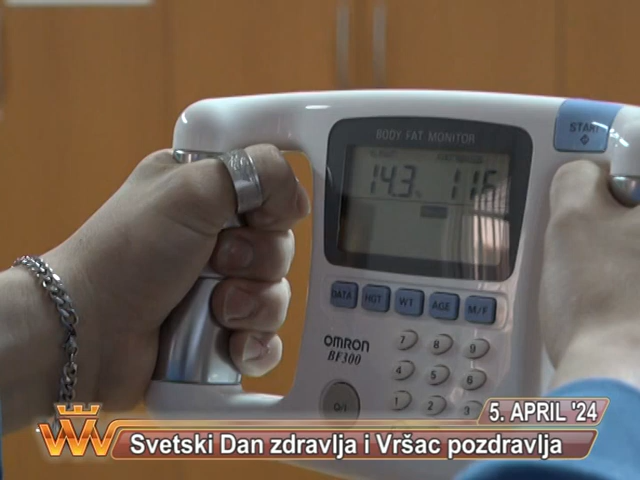 BODY FAT MONITOR
START
14.3 % 11.6
DATA HGT WT AGE M/F
OMRON
BF300
7 8 9
4 5 6
1 2 3
O/I
5. APRIL '24
Svetski Dan zdravlja i Vršac pozdravlja